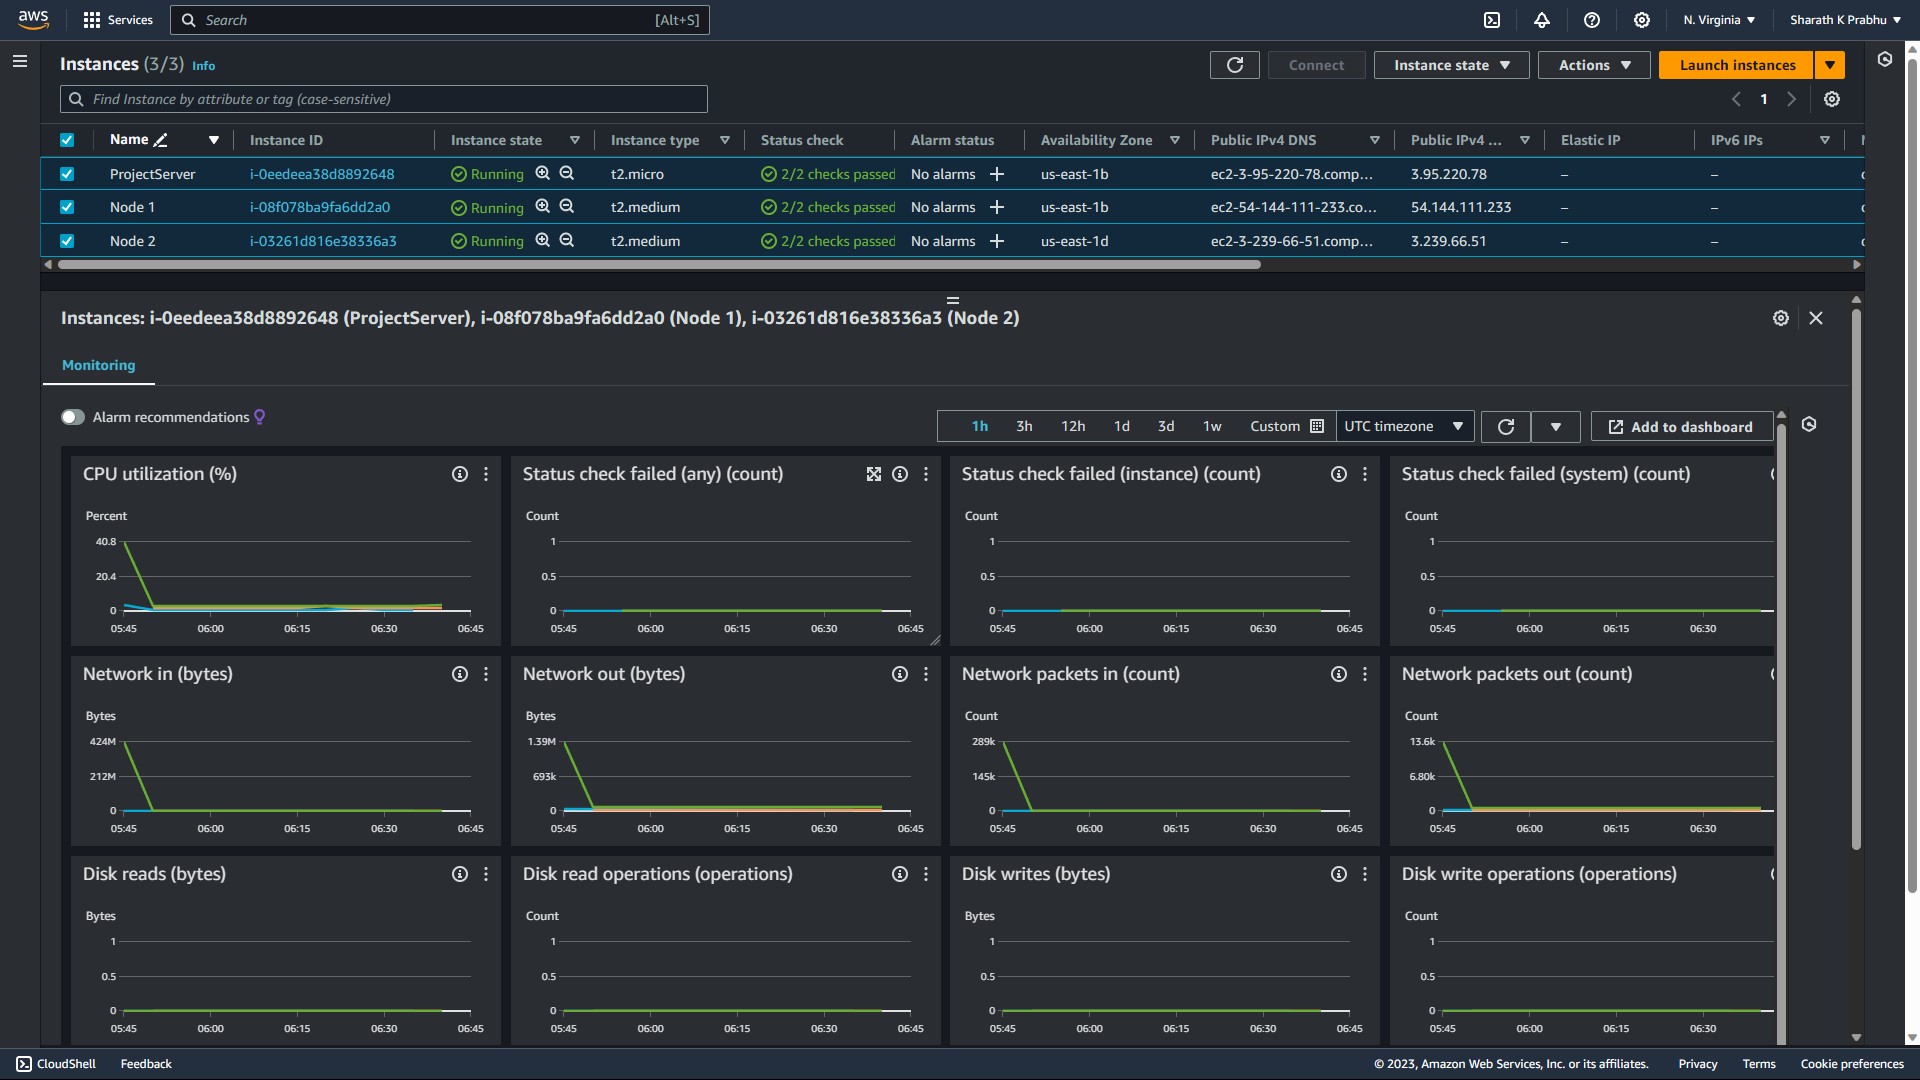 aws Services Search [Alt+S] N. Virginia Sharath K Prabhu
Instances (3/3) Info Connect Instance state Actions Launch instances
Find Instance by attribute or tag (case-sensitive) 1
Name Instance ID Instance state Instance type Status check Alarm status Availability Zone Public IPv4 DNS Public IPv4 ... Elastic IP IPv6 IPs
ProjectServer i-0eedeea38d8892648 Running t2.micro 2/2 checks passed No alarms us-east-1b ec2-3-95-220-78.comp... 3.95.220.78 – –
Node 1 i-08f078ba9fa6dd2a0 Running t2.medium 2/2 checks passed No alarms us-east-1b ec2-54-144-111-233.co... 54.144.111.233 – –
Node 2 i-03261d816e38336a3 Running t2.medium 2/2 checks passed No alarms us-east-1d ec2-3-239-66-51.comp... 3.239.66.51 – –
Instances: i-0eedeea38d8892648 (ProjectServer), i-08f078ba9fa6dd2a0 (Node 1), i-03261d816e38336a3 (Node 2)
Monitoring
Alarm recommendations 1h 3h 12h 1d 3d 1w Custom UTC timezone Add to dashboard
CPU utilization (%)
Percent
40.8
20.4
0
05:45 06:00 06:15 06:30 06:45
Status check failed (any) (count)
Count
1
0.5
0
05:45 06:00 06:15 06:30 06:45
Status check failed (instance) (count)
Count
1
0.5
0
05:45 06:00 06:15 06:30 06:45
Status check failed (system) (count)
Count
1
0.5
0
05:45 06:00 06:15 06:30
Network in (bytes)
Bytes
424M
212M
0
05:45 06:00 06:15 06:30 06:45
Network out (bytes)
Bytes
1.39M
693k
0
05:45 06:00 06:15 06:30 06:45
Network packets in (count)
Count
289k
145k
0
05:45 06:00 06:15 06:30 06:45
Network packets out (count)
Count
13.6k
6.80k
0
05:45 06:00 06:15 06:30
Disk reads (bytes)
Bytes
1
0.5
0
05:45 06:00 06:15 06:30 06:45
Disk read operations (operations)
Count
1
0.5
0
05:45 06:00 06:15 06:30 06:45
Disk writes (bytes)
Bytes
1
0.5
0
05:45 06:00 06:15 06:30 06:45
Disk write operations (operations)
Count
1
0.5
0
05:45 06:00 06:15 06:30
CloudShell Feedback © 2023, Amazon Web Services, Inc. or its affiliates. Privacy Terms Cookie preferences